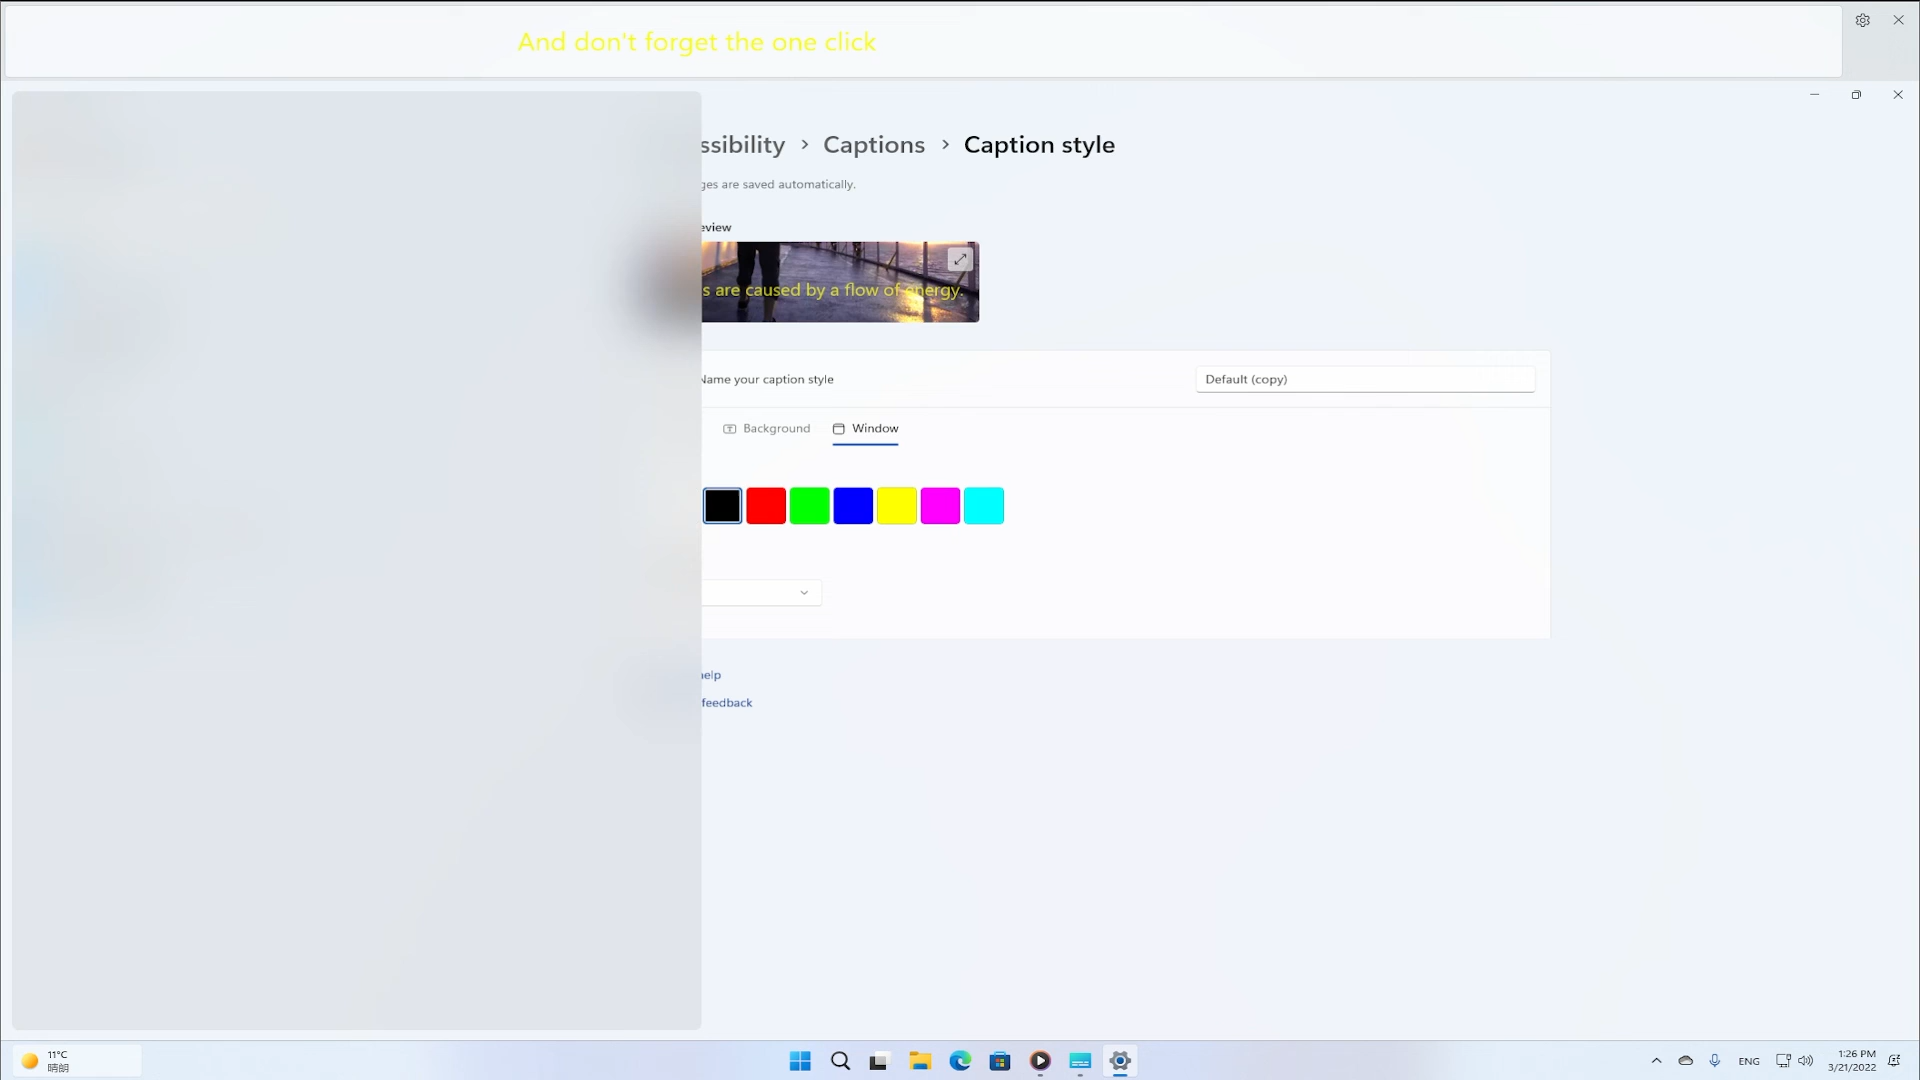 And don't forget the one click
ssibility > Captions > Caption style
ges are saved automatically.
eview
s are caused by a flow of energy.
Name your caption style
Default (copy)
Background Window
help
feedback
11°C
晴朗
ENG
1:26 PM
3/21/2022